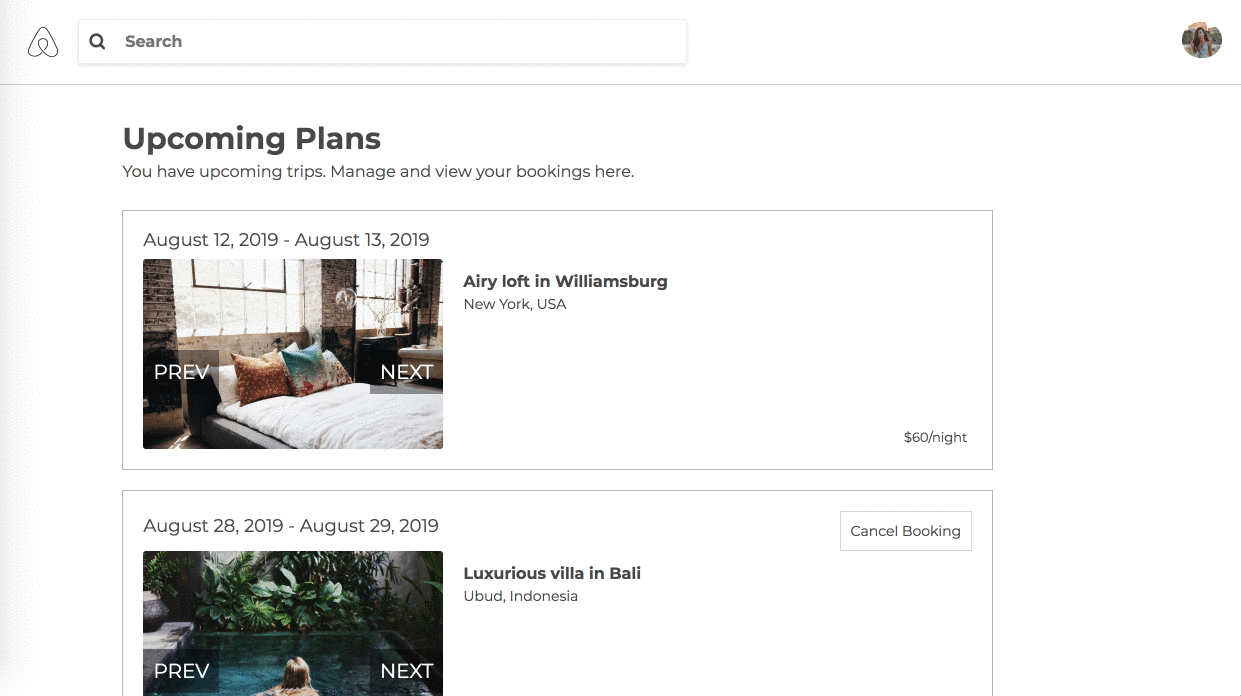 Search
Upcoming Plans
You have upcoming trips. Manage and view your bookings here.
August 12, 2019 - August 13, 2019
Airy loft in Williamsburg
New York, USA
PREV
NEXT
$60/night
August 28, 2019 - August 29, 2019
Cancel Booking
Luxurious villa in Bali
Ubud, Indonesia
PREV
NEXT